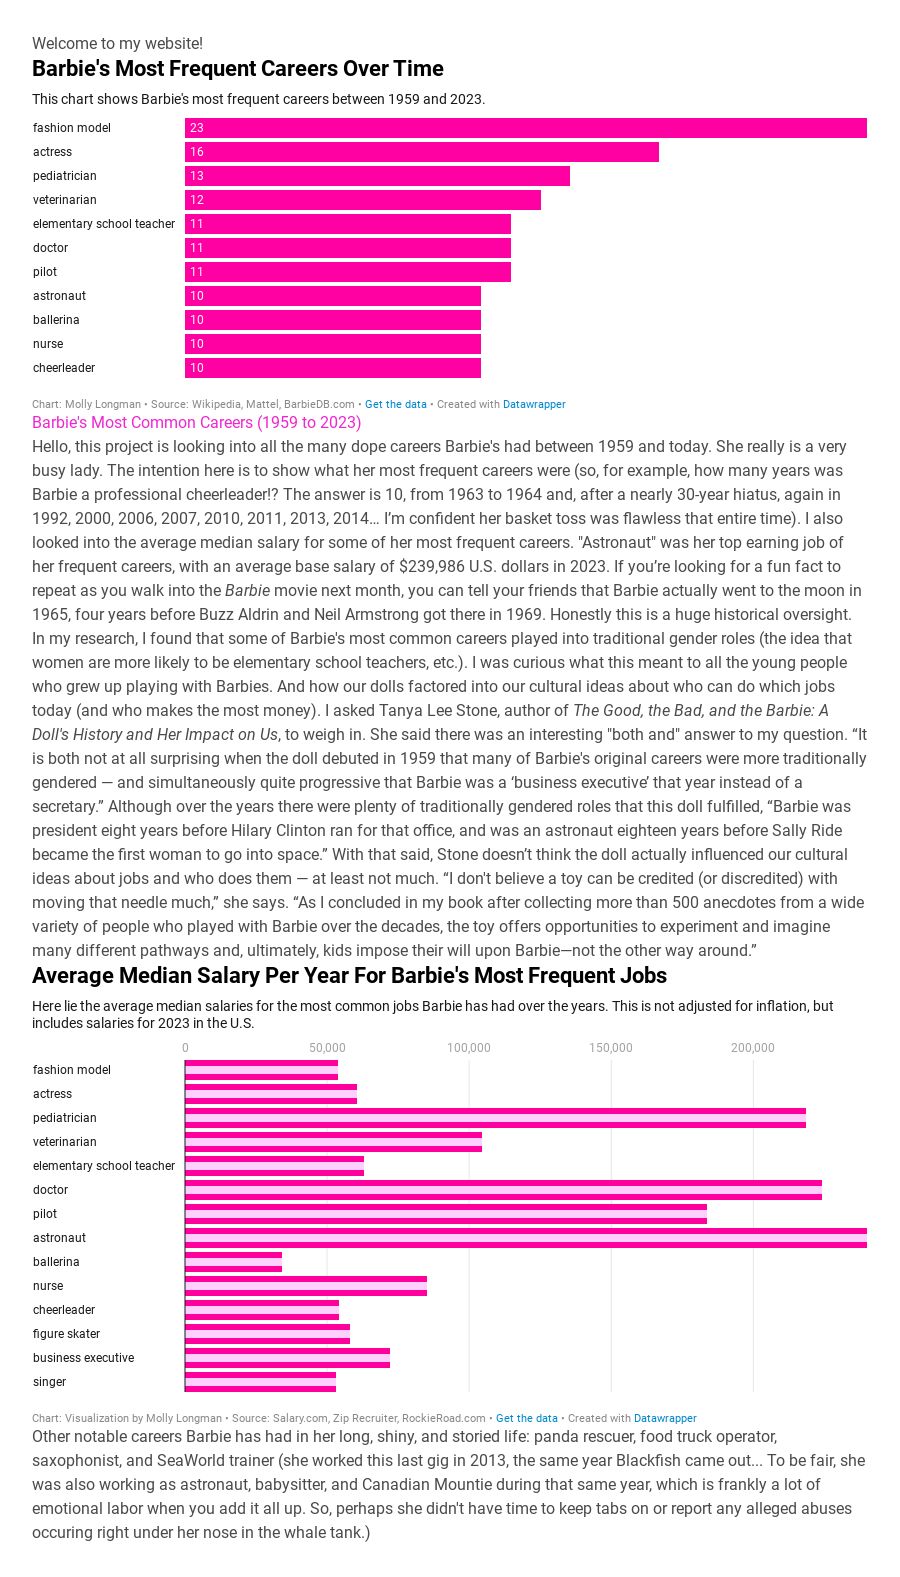 Welcome to my website!
Barbie's Most Frequent Careers Over Time
This chart shows Barbie's most frequent careers between 1959 and 2023.
fashion model 23
actress 16
pediatrician 13
veterinarian 12
elementary school teacher 11
doctor 11
pilot 11
astronaut 10
ballerina 10
nurse 10
cheerleader 10
Chart: Molly Longman • Source: Wikipedia, Mattel, BarbieDB.com • Get the data • Created with Datawrapper
Barbie's Most Common Careers (1959 to 2023)
Hello, this project is looking into all the many dope careers Barbie's had between 1959 and today. She really is a very
busy lady. The intention here is to show what her most frequent careers were (so, for example, how many years was
Barbie a professional cheerleader!? The answer is 10, from 1963 to 1964 and, after a nearly 30-year hiatus, again in
1992, 2000, 2006, 2007, 2010, 2011, 2013, 2014… I’m confident her basket toss was flawless that entire time). I also
looked into the average median salary for some of her most frequent careers. "Astronaut" was her top earning job of
her frequent careers, with an average base salary of $239,986 U.S. dollars in 2023. If you’re looking for a fun fact to
repeat as you walk into the Barbie movie next month, you can tell your friends that Barbie actually went to the moon in
1965, four years before Buzz Aldrin and Neil Armstrong got there in 1969. Honestly this is a huge historical oversight.
In my research, I found that some of Barbie's most common careers played into traditional gender roles (the idea that
women are more likely to be elementary school teachers, etc.). I was curious what this meant to all the young people
who grew up playing with Barbies. And how our dolls factored into our cultural ideas about who can do which jobs
today (and who makes the most money). I asked Tanya Lee Stone, author of The Good, the Bad, and the Barbie: A
Doll's History and Her Impact on Us, to weigh in. She said there was an interesting "both and" answer to my question. “It
is both not at all surprising when the doll debuted in 1959 that many of Barbie's original careers were more traditionally
gendered — and simultaneously quite progressive that Barbie was a ‘business executive’ that year instead of a
secretary.” Although over the years there were plenty of traditionally gendered roles that this doll fulfilled, “Barbie was
president eight years before Hilary Clinton ran for that office, and was an astronaut eighteen years before Sally Ride
became the first woman to go into space.” With that said, Stone doesn’t think the doll actually influenced our cultural
ideas about jobs and who does them — at least not much. “I don't believe a toy can be credited (or discredited) with
moving that needle much,” she says. “As I concluded in my book after collecting more than 500 anecdotes from a wide
variety of people who played with Barbie over the decades, the toy offers opportunities to experiment and imagine
many different pathways and, ultimately, kids impose their will upon Barbie—not the other way around.”
Average Median Salary Per Year For Barbie's Most Frequent Jobs
Here lie the average median salaries for the most common jobs Barbie has had over the years. This is not adjusted for inflation, but
includes salaries for 2023 in the U.S.
0 50,000 100,000 150,000 200,000
fashion model
actress
pediatrician
veterinarian
elementary school teacher
doctor
pilot
astronaut
ballerina
nurse
cheerleader
figure skater
business executive
singer
Chart: Visualization by Molly Longman • Source: Salary.com, Zip Recruiter, RockieRoad.com • Get the data • Created with Datawrapper
Other notable careers Barbie has had in her long, shiny, and storied life: panda rescuer, food truck operator,
saxophonist, and SeaWorld trainer (she worked this last gig in 2013, the same year Blackfish came out... To be fair, she
was also working as astronaut, babysitter, and Canadian Mountie during that same year, which is frankly a lot of
emotional labor when you add it all up. So, perhaps she didn't have time to keep tabs on or report any alleged abuses
occuring right under her nose in the whale tank.)